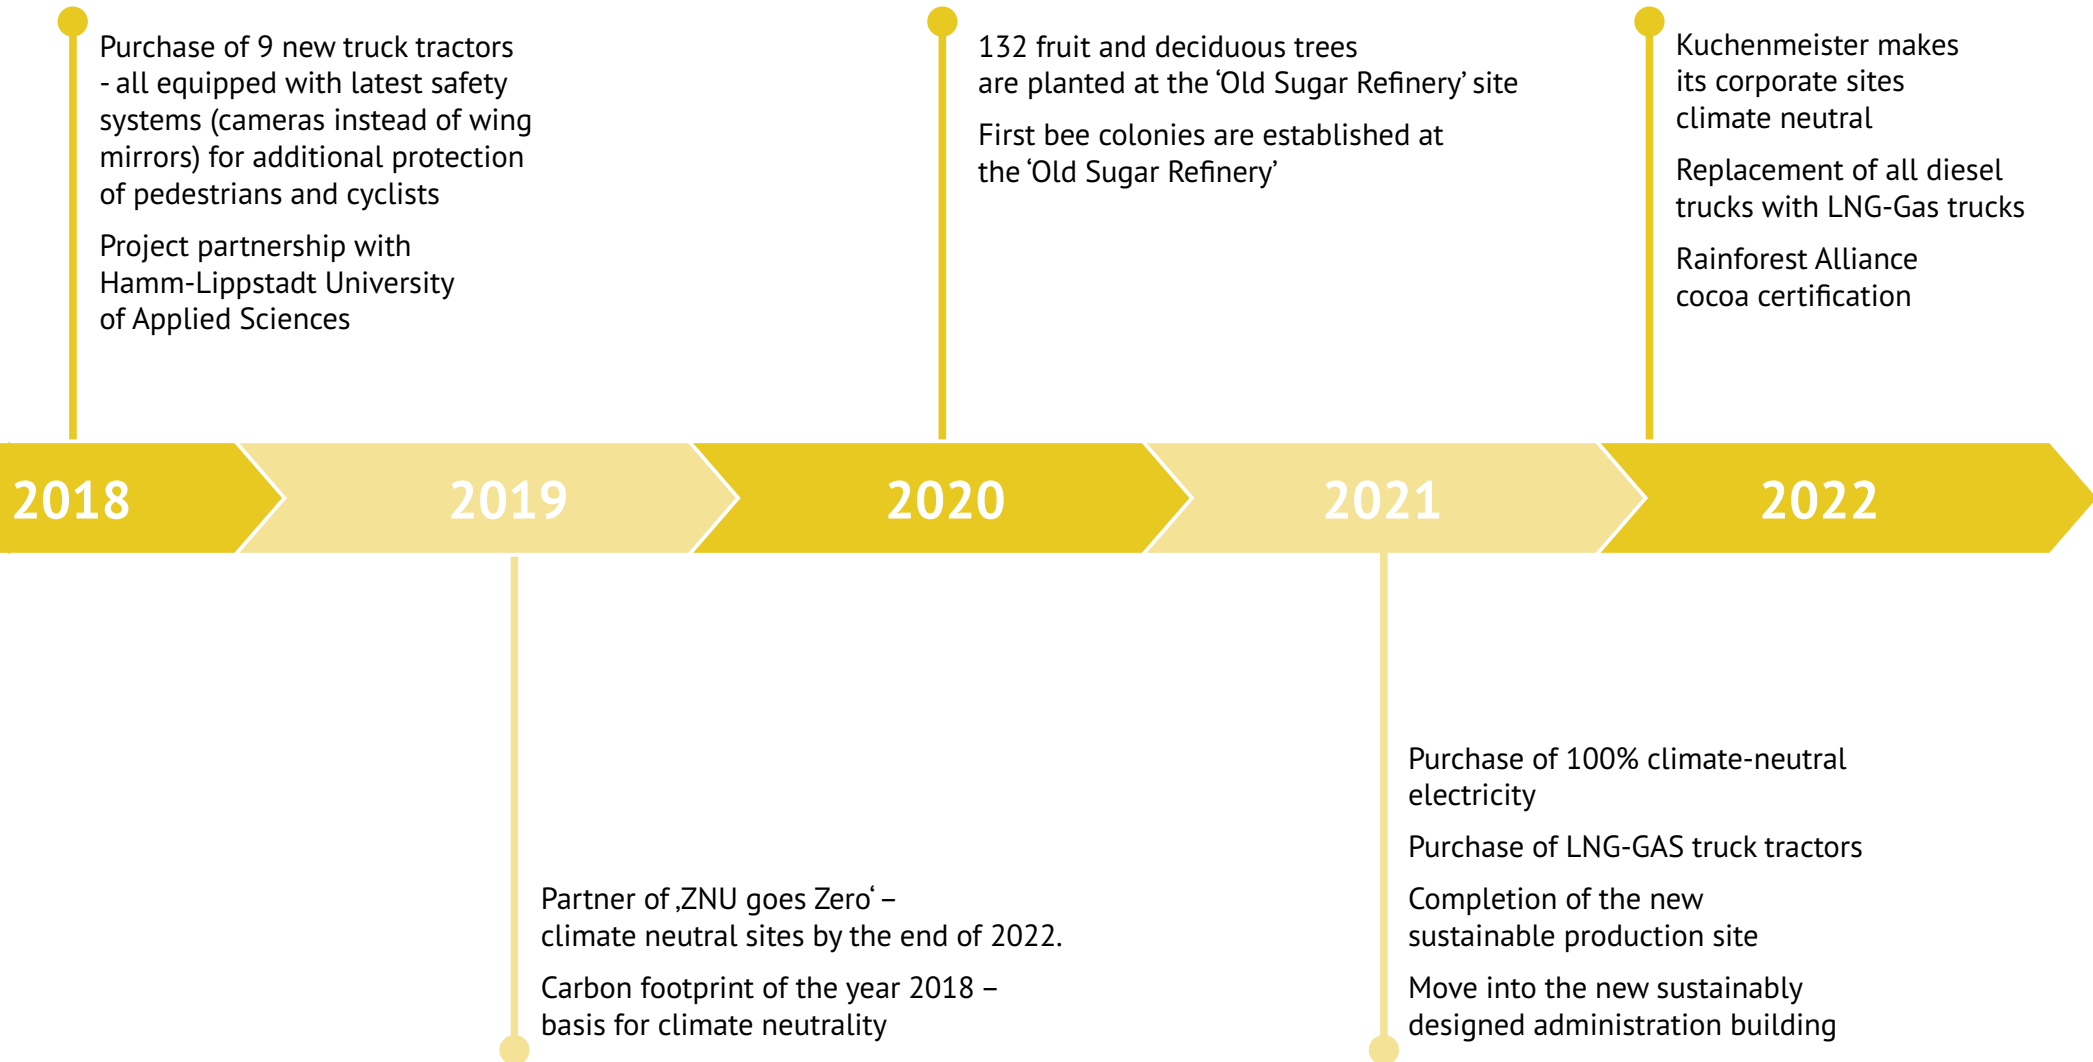 Purchase of 9 new truck tractors
- all equipped with latest safety
systems (cameras instead of wing
mirrors) for additional protection
of pedestrians and cyclists
Project partnership with
Hamm-Lippstadt University
of Applied Sciences
132 fruit and deciduous trees
are planted at the ‘Old Sugar Refinery’ site
First bee colonies are established at
the ‘Old Sugar Refinery’
Kuchenmeister makes
its corporate sites
climate neutral
Replacement of all diesel
trucks with LNG-Gas trucks
Rainforest Alliance
cocoa certification
2018
2019
2020
2021
2022
Partner of ‚ZNU goes Zero‘ –
climate neutral sites by the end of 2022.
Carbon footprint of the year 2018 –
basis for climate neutrality
Purchase of 100% climate-neutral
electricity
Purchase of LNG-GAS truck tractors
Completion of the new
sustainable production site
Move into the new sustainably
designed administration building